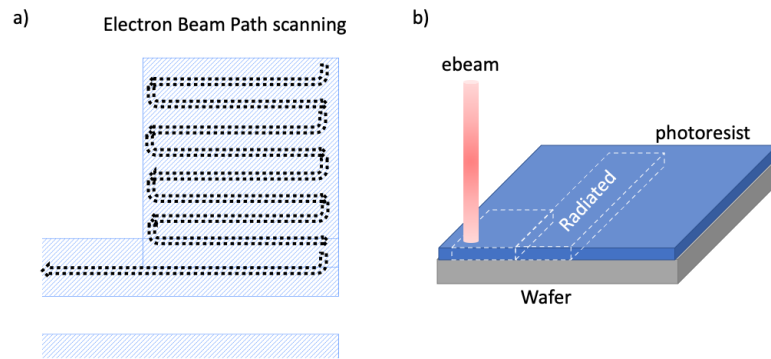 a)
Electron Beam Path scanning
b)
ebeam
photoresist
Radiated
Wafer